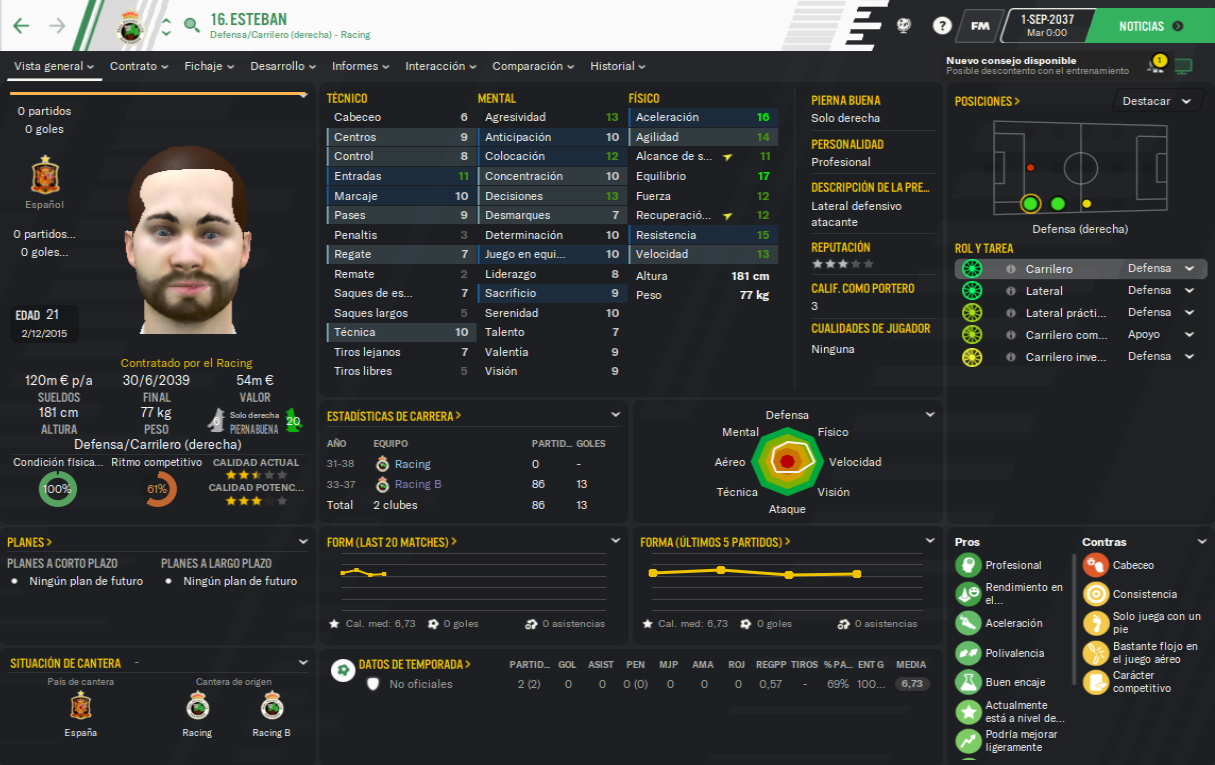 16. ESTEBAN
Defensa/Carrilero (derecha) - Racing
?
FM
1-SEP-2037
Mar 0:00
NOTICIAS
Vista general
Contrato
Fichaje
Desarrollo
Informes
Interacción
Comparación
Historial
Nuevo consejo disponible
Posible descontento con el entrenamiento
1
0 partidos
0 goles
Español
0 partidos...
0 goles...
EDAD 21
2/12/2015
Contratado por el Racing
120m € p/a 30/6/2039 54m €
SUELDOS FINAL VALOR
181 cm 77 kg 6 Solo derecha 20
ALTURA PESO PIERNA BUENA
Defensa/Carrilero (derecha)
Condición física... Ritmo competitivo CALIDAD ACTUAL
100% 61% CALIDAD POTENC...
TÉCNICO
Cabeceo 6
Centros 9
Control 8
Entradas 11
Marcaje 10
Pases 9
Penaltis 3
Regate 7
Remate 2
Saques de es... 7
Saques largos 5
Técnica 10
Tiros lejanos 7
Tiros libres 5
MENTAL
Agresividad 13
Anticipación 10
Colocación 12
Concentración 10
Decisiones 13
Desmarques 7
Determinación 10
Juego en equi... 10
Liderazgo 8
Sacrificio 9
Serenidad 10
Talento 7
Valentía 9
Visión 9
FÍSICO
Aceleración 16
Agilidad 14
Alcance de s... 11
Equilibrio 17
Fuerza 12
Recuperació... 12
Resistencia 15
Velocidad 13
Altura 181 cm
Peso 77 kg
PIERNA BUENA
Solo derecha
PERSONALIDAD
Profesional
DESCRIPCIÓN DE LA PRE...
Lateral defensivo
atacante
REPUTACIÓN
CALIF. COMO PORTERO
3
CUALIDADES DE JUGADOR
Ninguna
POSICIONES >
Destacar
Defensa (derecha)
ROL Y TAREA
Carrilero Defensa
Lateral Defensa
Lateral prácti... Defensa
Carrilero com... Apoyo
Carrilero inve... Defensa
ESTADÍSTICAS DE CARRERA >
AÑO EQUIPO PARTID... GOLES
31-38 Racing 0 -
33-37 Racing B 86 13
Total 2 clubes 86 13
Defensa
Mental Físico
Aéreo Velocidad
Técnica Visión
Ataque
PLANES >
PLANES A CORTO PLAZO PLANES A LARGO PLAZO
Ningún plan de futuro Ningún plan de futuro
FORM (LAST 20 MATCHES) >
Cal. med: 6,73 0 goles 0 asistencias
FORMA (ÚLTIMOS 5 PARTIDOS) >
Cal. med: 6,73 0 goles 0 asistencias
Pros
Profesional
Rendimiento en
el...
Aceleración
Polivalencia
Buen encaje
Actualmente
está a nivel de...
Podría mejorar
ligeramente
Contras
Cabeceo
Consistencia
Solo juega con un
pie
Bastante flojo en
el juego aéreo
Carácter
competitivo
SITUACIÓN DE CANTERA -
País de cantera Cantera de origen
España Racing Racing B
DATOS DE TEMPORADA > PARTID... GOL ASIST PEN MJP AMA ROJ REGPP TIROS % PA... ENT G MEDIA
No oficiales 2 (2) 0 0 0 (0) 0 0 0 0,57 - 69% 100... 6,73